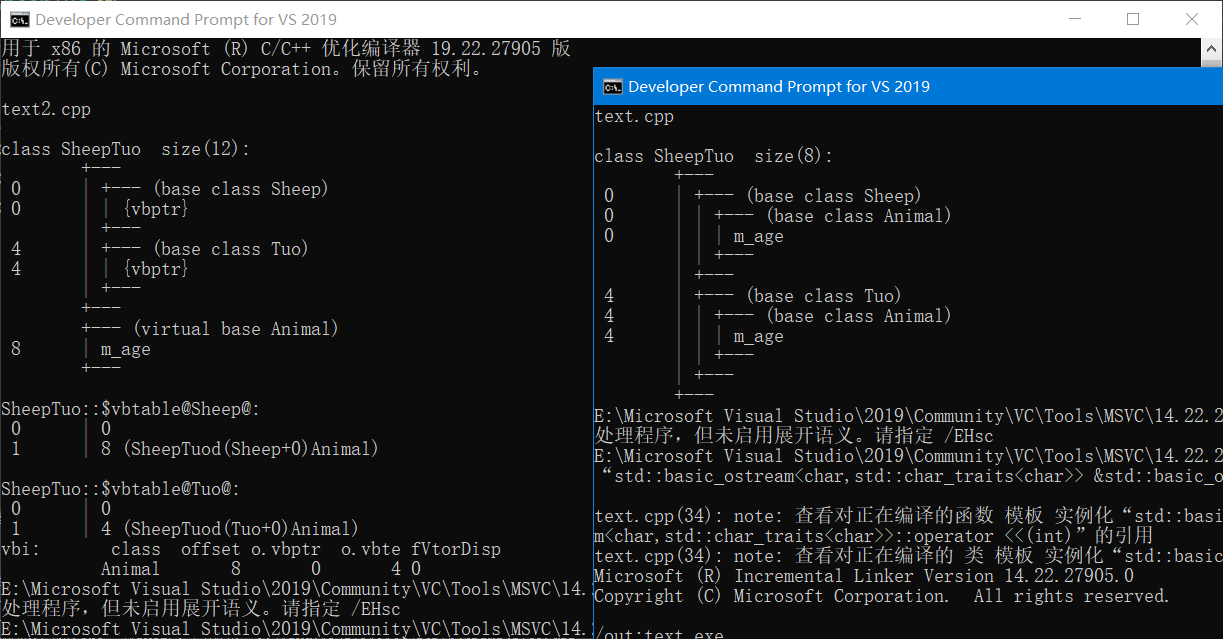 Developer Command Prompt for VS 2019
用于 x86 的 Microsoft (R) C/C++ 优化编译器 19.22.27905 版
版权所有(C) Microsoft Corporation。保留所有权利。
text2.cpp
class SheepTuo  size(12):
+---
0 | +--- (base class Sheep)
0 | | {vbptr}
| +---
4 | +--- (base class Tuo)
4 | | {vbptr}
| +---
+---
+--- (virtual base Animal)
8 | m_age
+---
SheepTuo::$vbtable@Sheep@:
0 | 0
1 | 8 (SheepTuod(Sheep+0)Animal)
SheepTuo::$vbtable@Tuo@:
0 | 0
1 | 4 (SheepTuod(Tuo+0)Animal)
vbi: class offset o.vbptr o.vbte fVtorDisp
Animal 8 0 4 0
E:\Microsoft Visual Studio\2019\Community\VC\Tools\MSVC\14.
处理程序，但未启用展开语义。请指定 /EHsc
E:\Microsoft Visual Studio\2019\Community\VC\Tools\MSVC\14.
Developer Command Prompt for VS 2019
text.cpp
class SheepTuo  size(8):
+---
0 | +--- (base class Sheep)
0 | | +--- (base class Animal)
0 | | | m_age
| | +---
| +---
4 | +--- (base class Tuo)
4 | | +--- (base class Animal)
4 | | | m_age
| | +---
| +---
+---
E:\Microsoft Visual Studio\2019\Community\VC\Tools\MSVC\14.22.2
处理程序，但未启用展开语义。请指定 /EHsc
E:\Microsoft Visual Studio\2019\Community\VC\Tools\MSVC\14.22.2
“std::basic_ostream<char,std::char_traits<char>> &std::basic_o
text.cpp(34): note: 查看对正在编译的函数 模板 实例化“std::basi
m<char,std::char_traits<char>>::operator <<(int)”的引用
text.cpp(34): note: 查看对正在编译的 类 模板 实例化“std::basic
Microsoft (R) Incremental Linker Version 14.22.27905.0
Copyright (C) Microsoft Corporation.  All rights reserved.
/out:text.exe